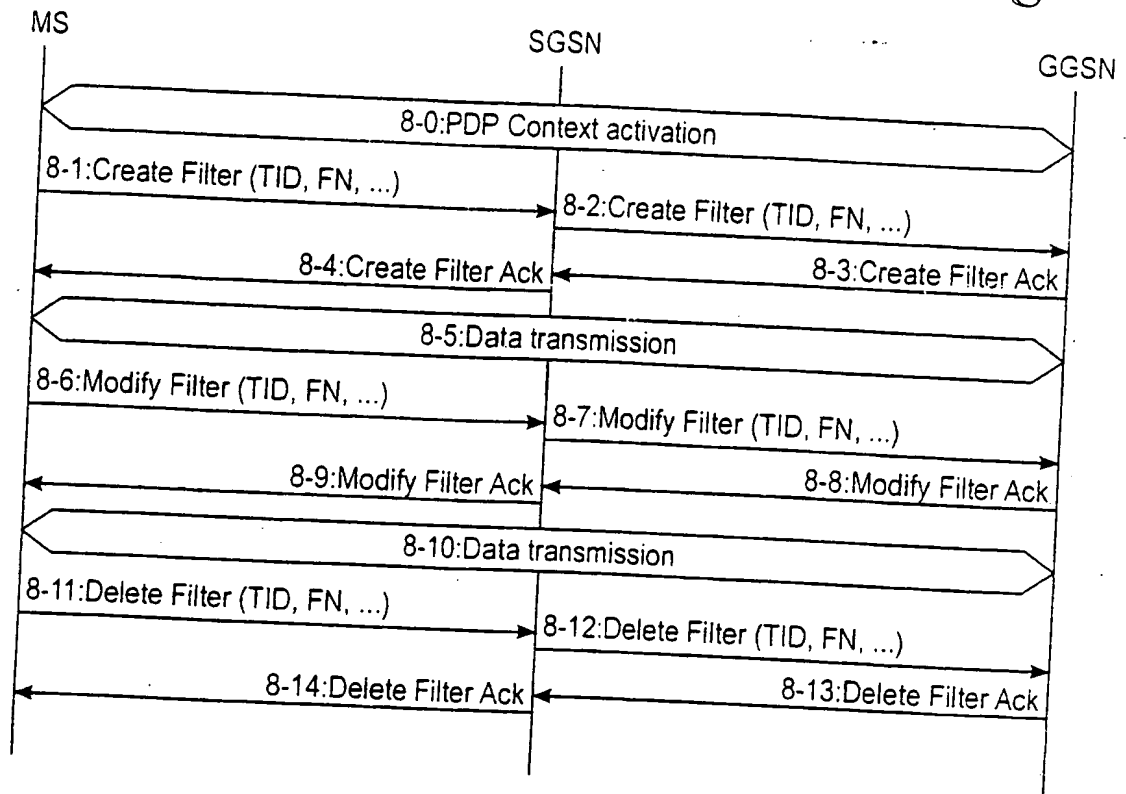 MS
SGSN
GGSN
8-0:PDP Context activation
8-1:Create Filter (TID, FN, ...)
8-2:Create Filter (TID, FN, ...)
8-4:Create Filter Ack
8-3:Create Filter Ack
8-5:Data transmission
8-6:Modify Filter (TID, FN, ...)
8-7:Modify Filter (TID, FN, ...)
8-9:Modify Filter Ack
8-8:Modify Filter Ack
8-10:Data transmission
8-11:Delete Filter (TID, FN, ...)
8-12:Delete Filter (TID, FN, ...)
8-14:Delete Filter Ack
8-13:Delete Filter Ack